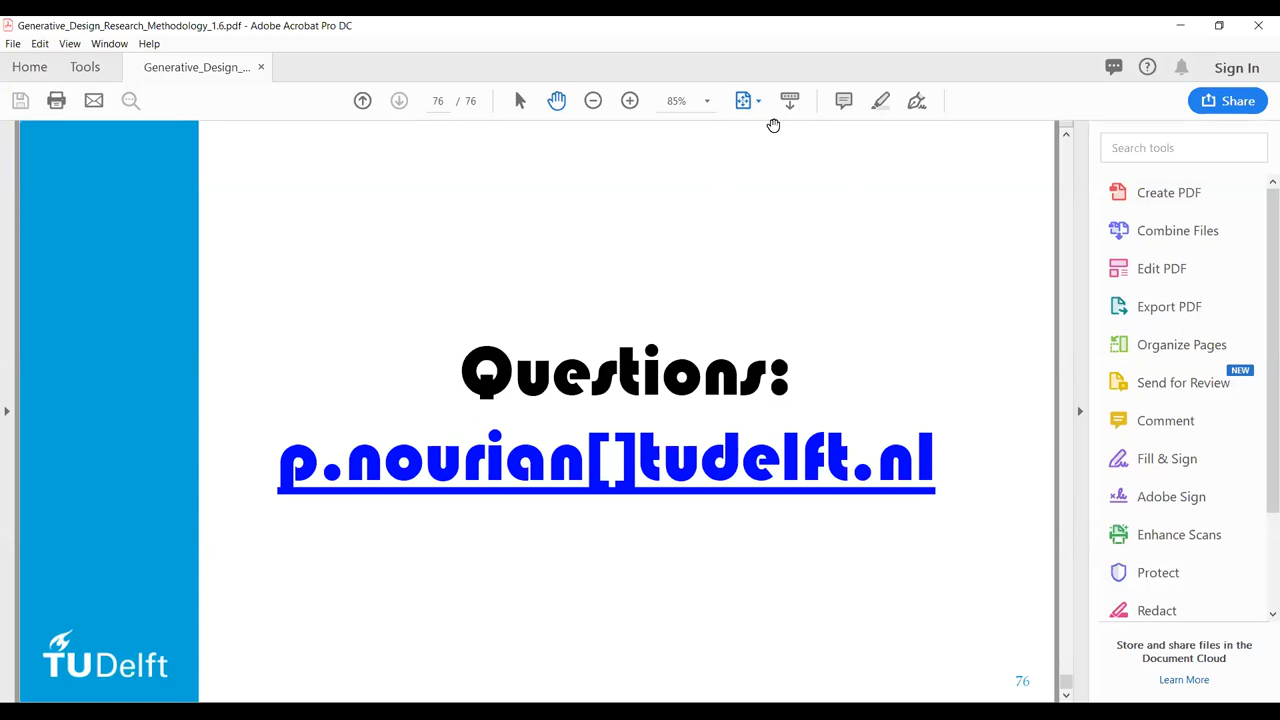 Generative_Design_Research_Methodology_1.6.pdf - Adobe Acrobat Pro DC
File Edit View Window Help
Home Tools Generative_Design_... × Sign In
76 / 76 85% Share
Search tools
Create PDF
Combine Files
Edit PDF
Export PDF
Organize Pages
NEW
Send for Review
Comment
Fill & Sign
Adobe Sign
Enhance Scans
Protect
Redact
Store and share files in the
Document Cloud
Learn More
Questions:
p.nourian[]tudelft.nl
TUDelft
76